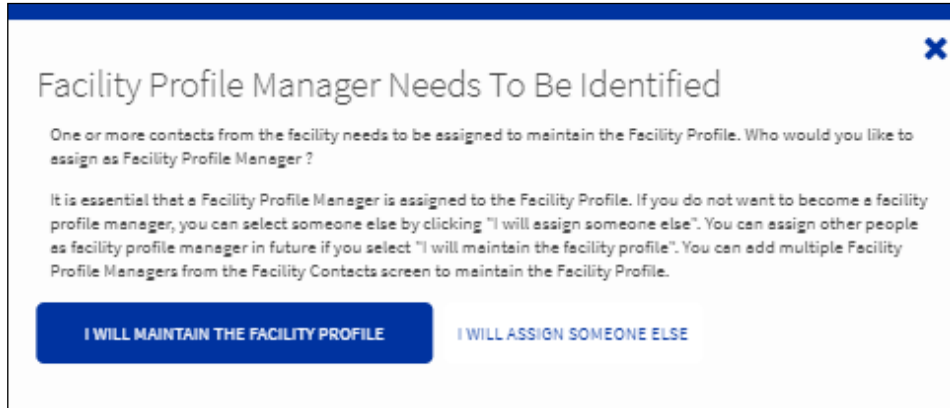 Facility Profile Manager Needs To Be Identified
One or more contacts from the facility needs to be assigned to maintain the Facility Profile. Who would you like to
assign as Facility Profile Manager ?
It is essential that a Facility Profile Manager is assigned to the Facility Profile. If you do not want to become a facility
profile manager, you can select someone else by clicking "I will assign someone else". You can assign other people
as facility profile manager in future if you select "I will maintain the facility profile". You can add multiple Facility
Profile Managers from the Facility Contacts screen to maintain the Facility Profile.
I WILL MAINTAIN THE FACILITY PROFILE
I WILL ASSIGN SOMEONE ELSE